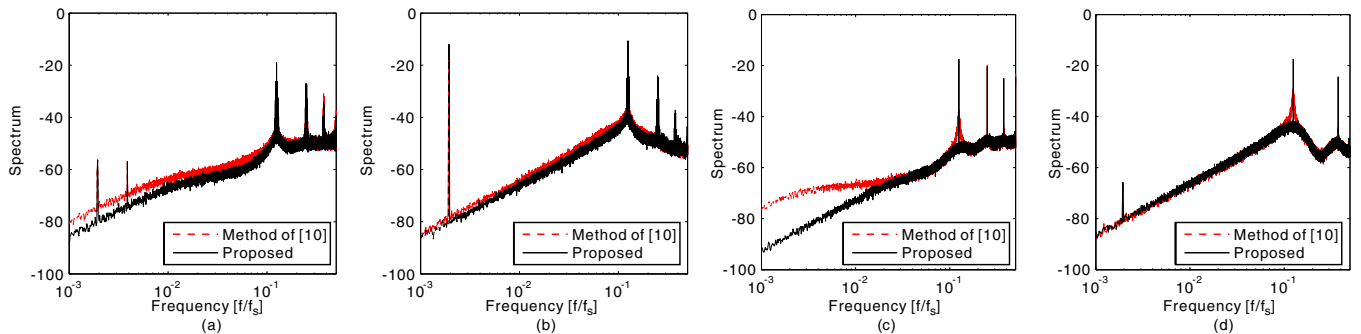 0
-20
-40
-60
-80
-100
Spectrum
Method of [10]
Proposed
10^-3 10^-2 10^-1
Frequency [f/f_s]
(a)
0
-20
-40
-60
-80
-100
Spectrum
Method of [10]
Proposed
10^-3 10^-2 10^-1
Frequency [f/f_s]
(b)
0
-20
-40
-60
-80
-100
Spectrum
Method of [10]
Proposed
10^-3 10^-2 10^-1
Frequency [f/f_s]
(c)
0
-20
-40
-60
-80
-100
Spectrum
Method of [10]
Proposed
10^-3 10^-2 10^-1
Frequency [f/f_s]
(d)